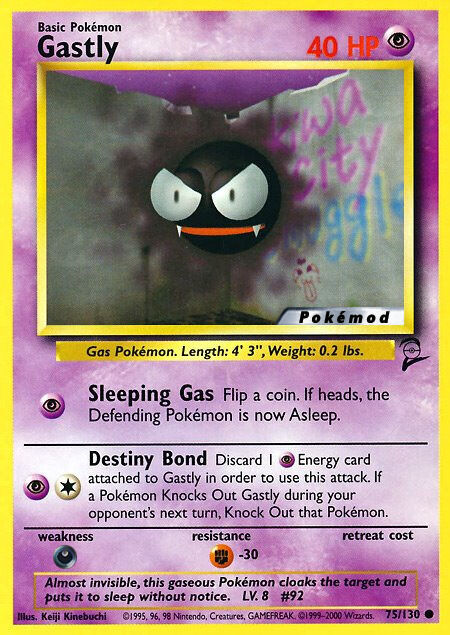 Basic Pokémon
Gastly
40 HP
City
Pokémod
Gas Pokémon. Length: 4' 3", Weight: 0.2 lbs.
Sleeping Gas Flip a coin. If heads, the
Defending Pokémon is now Asleep.
Destiny Bond Discard 1 Energy card
attached to Gastly in order to use this attack. If
a Pokémon Knocks Out Gastly during your
opponent's next turn, Knock Out that Pokémon.
weakness resistance retreat cost
-30
Almost invisible, this gaseous Pokémon cloaks the target and
puts it to sleep without notice. LV. 8 #92
Illus. Keiji Kinebuchi ©1995, 96, 98 Nintendo, Creatures, GAMEFREAK. ©1999-2000 Wizards. 75/130